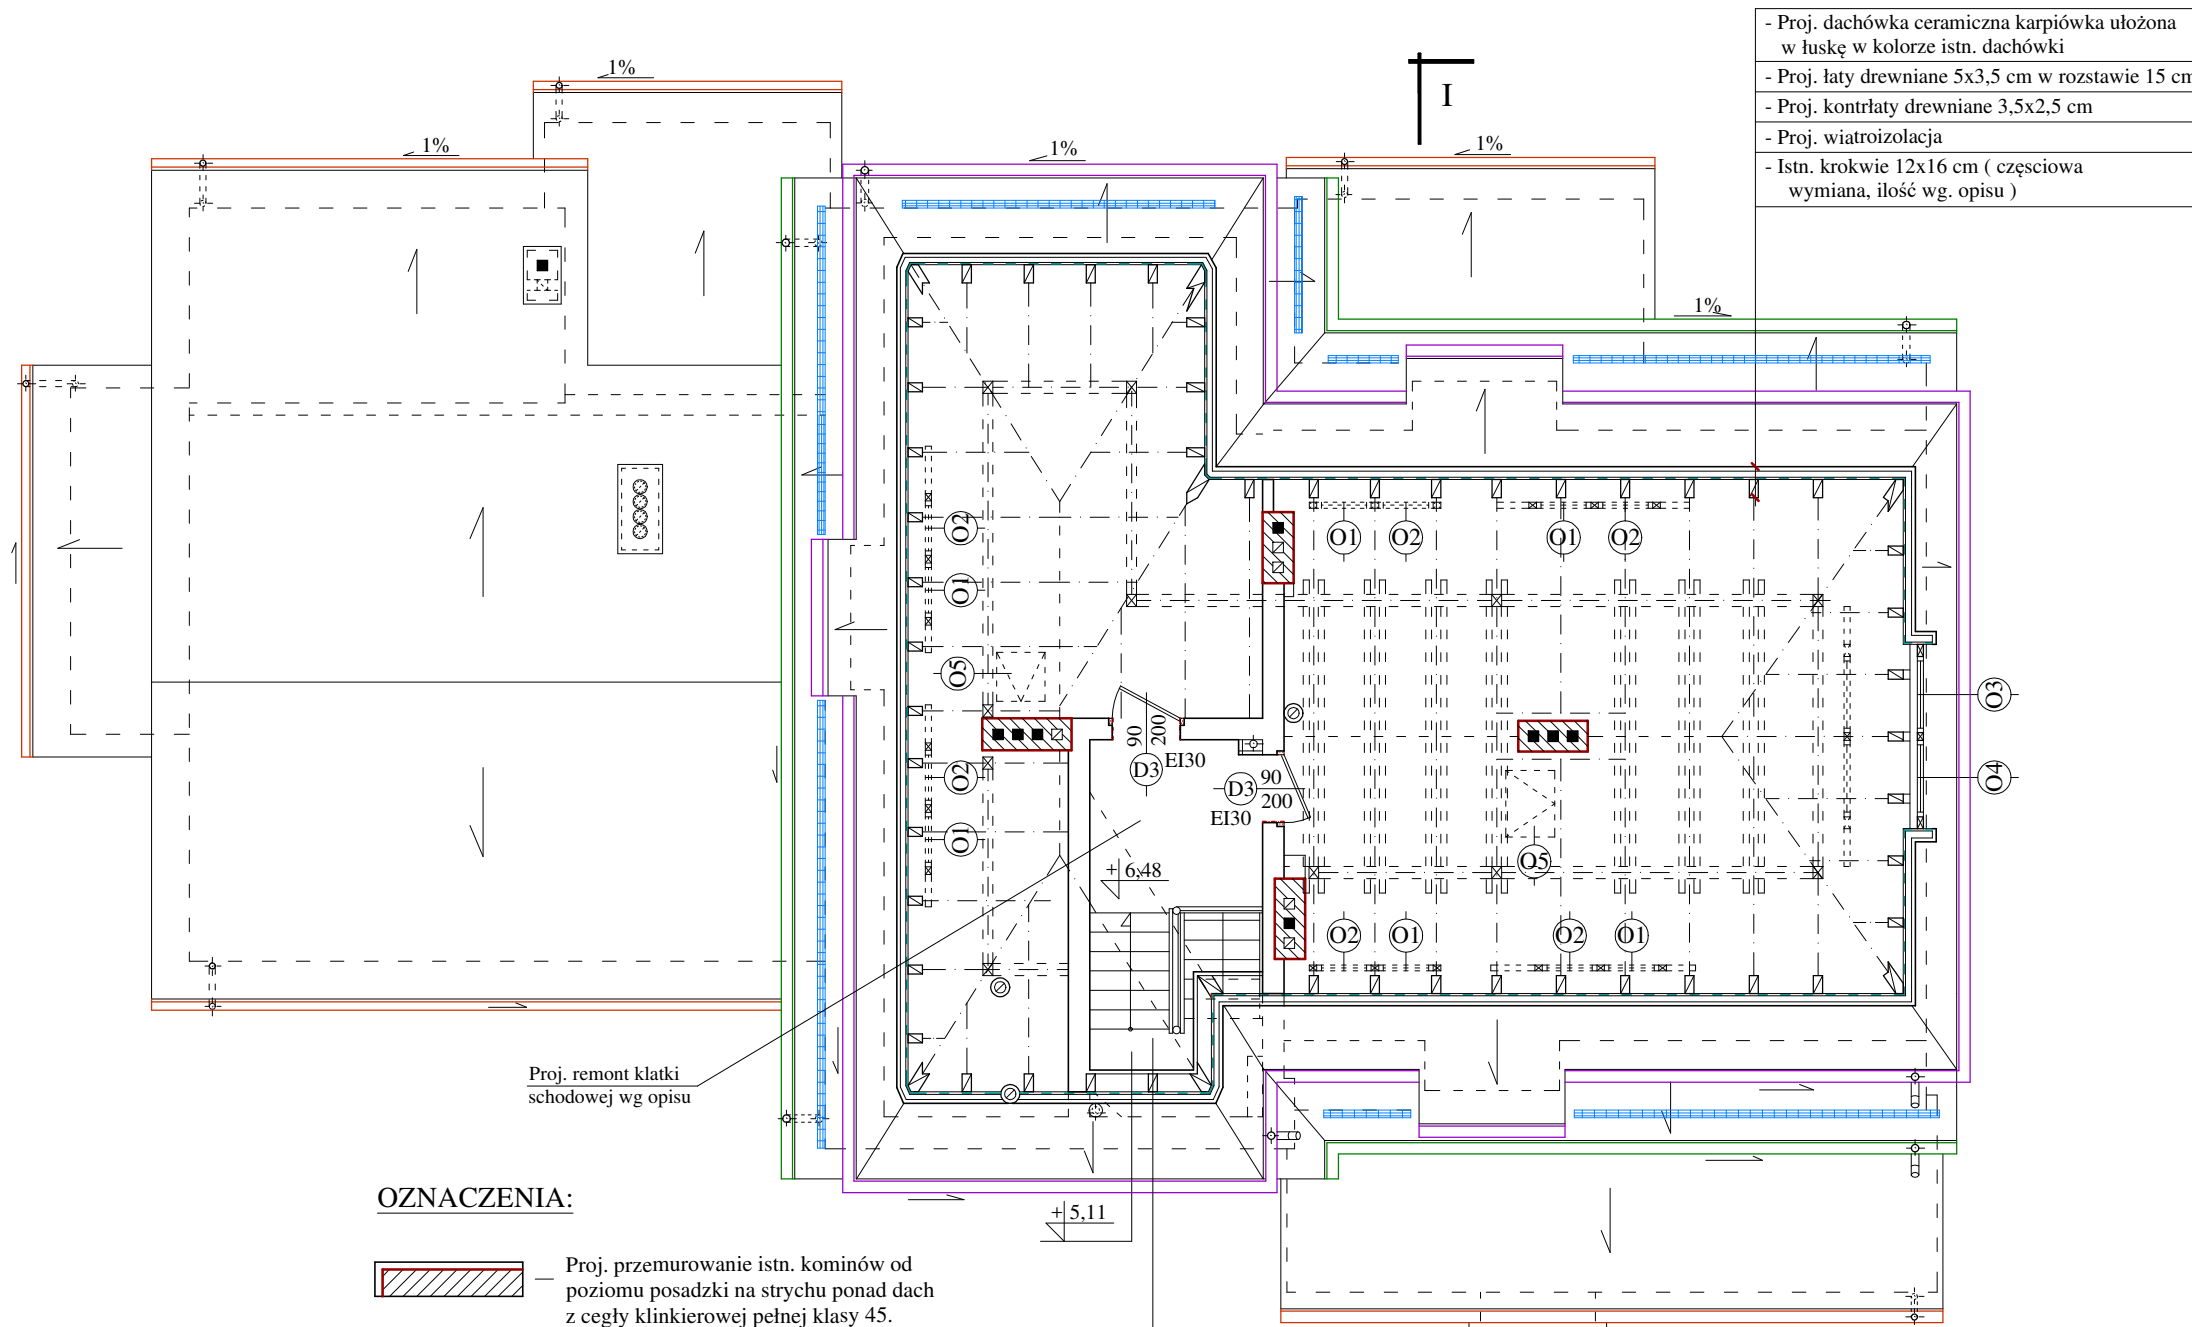 - Proj. dachówka ceramiczna karpiówka ułożona
w łuskę w kolorze istn. dachówki
- Proj. łaty drewniane 5x3,5 cm w rozstawie 15 cm
- Proj. kontrłaty drewniane 3,5x2,5 cm
- Proj. wiatroizolacja
- Istn. krokwie 12x16 cm ( częsciowa
wymiana, ilość wg. opisu )
1%
I
1%
1%
1%
1%
O2
O1
O2
O1
O2
O1
O5
O3
90
200
EI30
D3
O2
D3
90
200
EI30
O4
O1
O5
+ 6,48
O2
O1
O2
O1
Proj. remont klatki
schodowej wg opisu
+ 5,11
OZNACZENIA:
Proj. przemurowanie istn. kominów od
poziomu posadzki na strychu ponad dach
z cegły klinkierowej pełnej klasy 45.